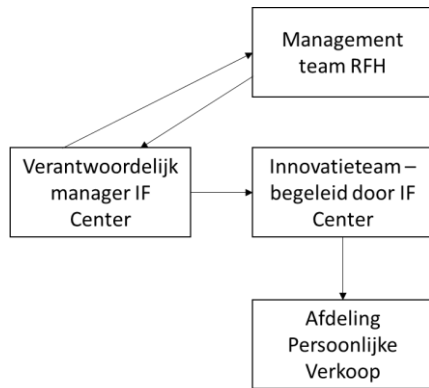 Management
team RFH
Verantwoordelijk
manager IF
Center
Innovatieteam –
begeleid door IF
Center
Afdeling
Persoonlijke
Verkoop